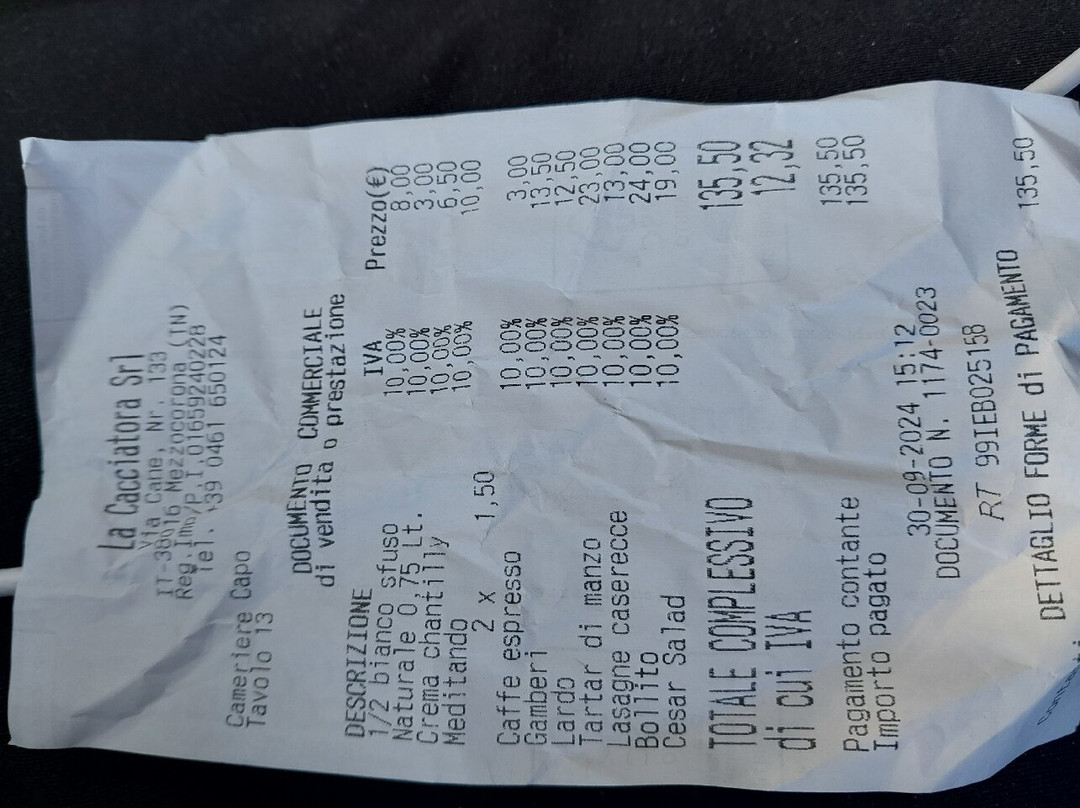 La Cacciatora Srl
Via Cane, Nr. 133
IT-38016 Mezzocorona (TN)
Reg.Imp/P.I.01659240228
Tel. +39 0461 650124
Cameriere Capo
Tavolo 13
DOCUMENTO COMMERCIALE
di vendita o prestazione
DESCRIZIONE IVA Prezzo(€)
1/2 bianco sfuso 10,00% 8,00
Naturale 0,75 Lt. 10,00% 3,00
Crema chantilly 10,00% 6,50
Meditando 10,00% 10,00
2 x 1,50
Caffe espresso 10,00% 3,00
Gamberi 10,00% 13,50
Lardo 10,00% 12,50
Tartar di manzo 10,00% 23,00
Lasagne caserecce 10,00% 13,00
Bollito 10,00% 24,00
Cesar Salad 10,00% 19,00
TOTALE COMPLESSIVO 135,50
di cui IVA 12,32
Pagamento contante 135,50
Importo pagato 135,50
30-09-2024 15:12
DOCUMENTO N. 1174-0023
RT 99IEB025158
DETTAGLIO FORME di PAGAMENTO
135,50